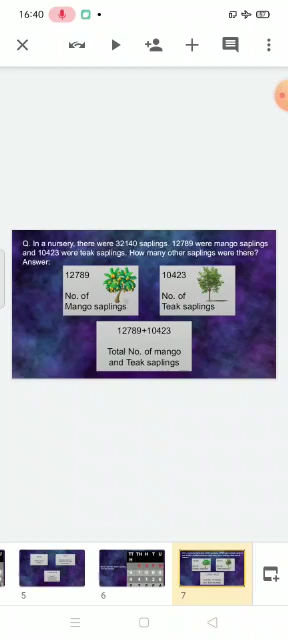 16:40
57
Q. In a nursery, there were 32140 saplings. 12789 were mango saplings
and 10423 were teak saplings. How many other saplings were there?
Answer:
12789
No. of
Mango saplings
10423
No. of
Teak saplings
12789+10423
Total No. of mango
and Teak saplings
5
6
7